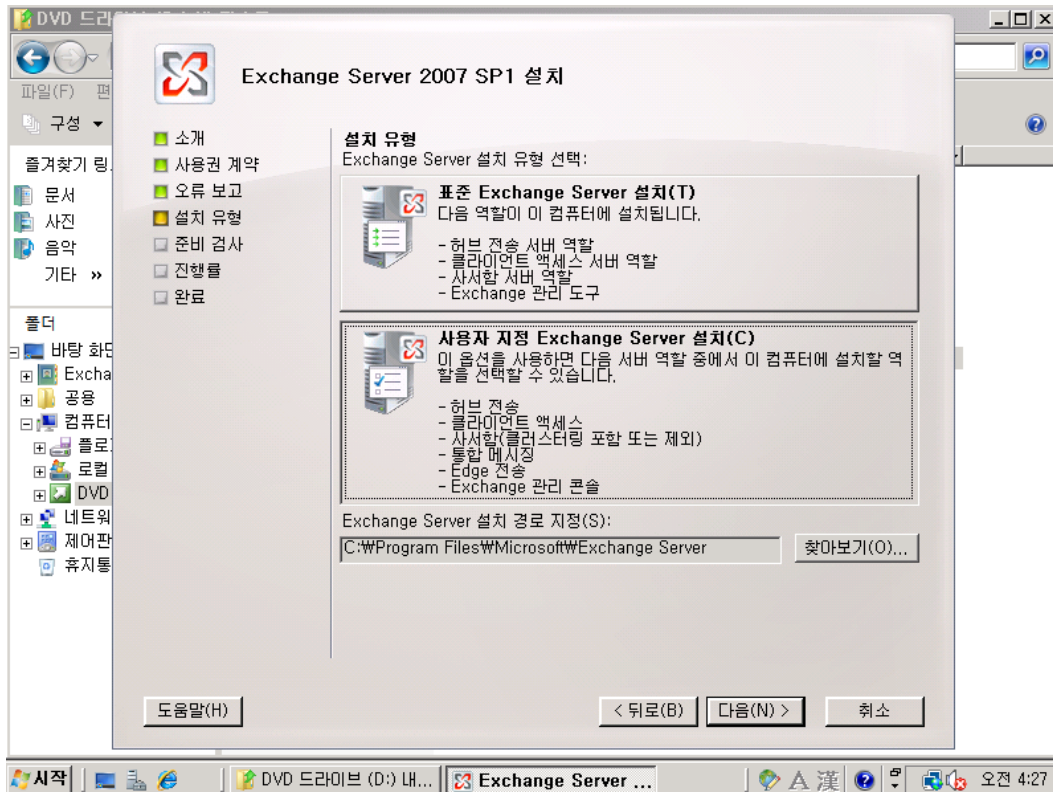 DVD 드라
Exchange Server 2007 SP1 설치
파일(F) 편
구성
즐겨찾기 링
문서
사진
음악
기타 »
폴더
바탕 화면
Excha
공용
컴퓨터
플로
로컬
DVD
네트워
제어판
휴지통
소개
사용권 계약
오류 보고
설치 유형
준비 검사
진행률
완료
설치 유형
Exchange Server 설치 유형 선택:
표준 Exchange Server 설치(T)
다음 역할이 이 컴퓨터에 설치됩니다.
- 허브 전송 서버 역할
- 클라이언트 액세스 서버 역할
- 사서함 서버 역할
- Exchange 관리 도구
사용자 지정 Exchange Server 설치(C)
이 옵션을 사용하면 다음 서버 역할 중에서 이 컴퓨터에 설치할 역
할을 선택할 수 있습니다.
- 허브 전송
- 클라이언트 액세스
- 사서함(클러스터링 포함 또는 제외)
- 통합 메시징
- Edge 전송
- Exchange 관리 콘솔
Exchange Server 설치 경로 지정(S):
C:₩Program Files₩Microsoft₩Exchange Server
찾아보기(O)...
도움말(H)
< 뒤로(B)
다음(N) >
취소
시작
DVD 드라이브 (D:) 내...
Exchange Server ...
A 漢
오전 4:27